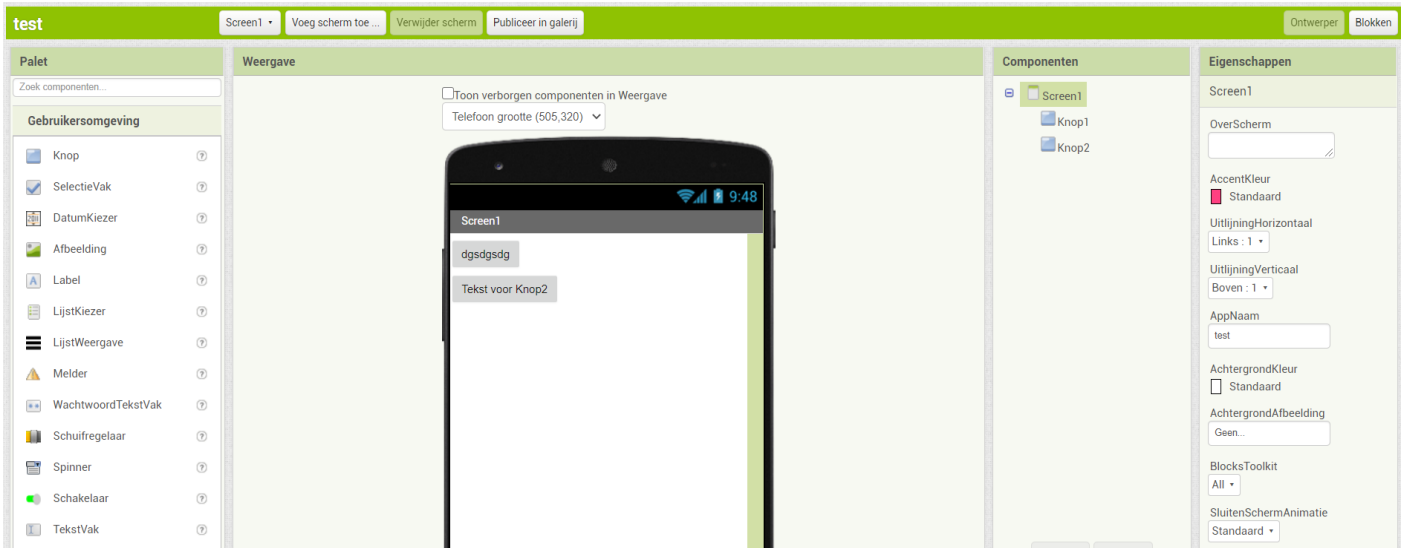 test
Screen1
Voeg scherm toe ...
Verwijder scherm
Publiceer in galerij
Ontwerper
Blokken
Palet
Zoek componenten...
Gebruikersomgeving
Knop
SelectieVak
DatumKiezer
Afbeelding
Label
LijstKiezer
LijstWeergave
Melder
WachtwoordTekstVak
Schuifregelaar
Spinner
Schakelaar
TekstVak
Weergave
Toon verborgen componenten in Weergave
Telefoon grootte (505,320)
9:48
Screen1
dgsdgsdg
Tekst voor Knop2
Componenten
Screen1
Knop1
Knop2
Eigenschappen
Screen1
OverScherm
AccentKleur
Standaard
UitlijningHorizontaal
Links : 1
UitlijningVerticaal
Boven : 1
AppNaam
test
AchtergrondKleur
Standaard
AchtergrondAfbeelding
Geen...
BlocksToolkit
All
SluitenSchermAnimatie
Standaard